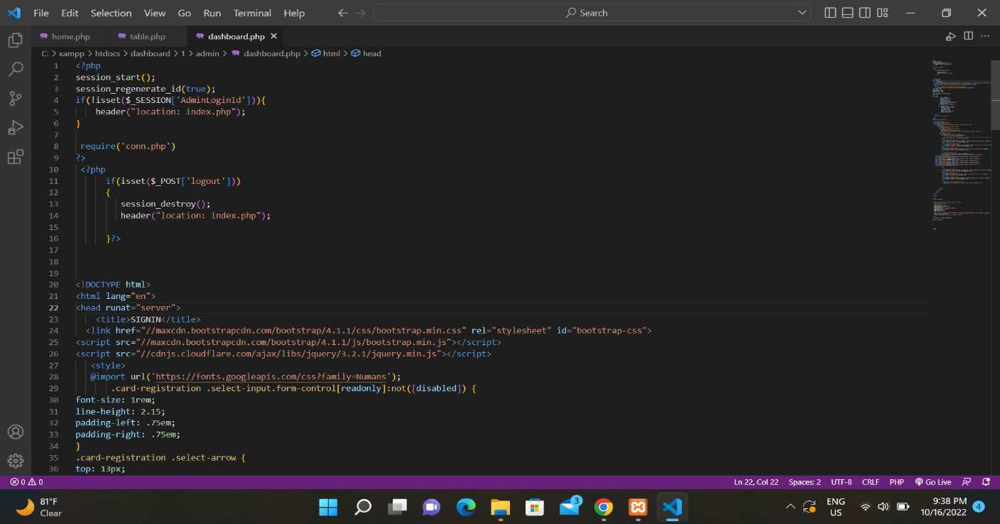 File Edit Selection View Go Run Terminal Help Search
home.php table.php dashboard.php
C: > xampp > htdocs > dashboard > 1 > admin > dashboard.php > html > head
1 <?php
2 session_start();
3 session_regenerate_id(true);
4 if(!isset($_SESSION['AdminLoginId'])){
5 header("location: index.php");
6 }
7
8 require('conn.php')
9 ?>
10 <?php
11 if(isset($_POST['logout']))
12 {
13 session_destroy();
14 header("location: index.php");
15
16 }?>
17
18
19
20 <!DOCTYPE html>
21 <html lang="en">
22 <head runat="server">
23 <title>SIGNIN</title>
24 <link href="//maxcdn.bootstrapcdn.com/bootstrap/4.1.1/css/bootstrap.min.css" rel="stylesheet" id="bootstrap-css">
25 <script src="//maxcdn.bootstrapcdn.com/bootstrap/4.1.1/js/bootstrap.min.js"></script>
26 <script src="//cdnjs.cloudflare.com/ajax/libs/jquery/3.2.1/jquery.min.js"></script>
27 <style>
28 @import url('https://fonts.googleapis.com/css?family=Numans');
29 .card-registration .select-input.form-control[readonly]:not([disabled]) {
30 font-size: 1rem;
31 line-height: 2.15;
32 padding-left: .75em;
33 padding-right: .75em;
34 }
35 .card-registration .select-arrow {
36 top: 13px;
0 0 Ln 22, Col 22 Spaces: 2 UTF-8 CRLF PHP Go Live
81°F
Clear
3
ENG
US
9:38 PM
10/16/2022
4